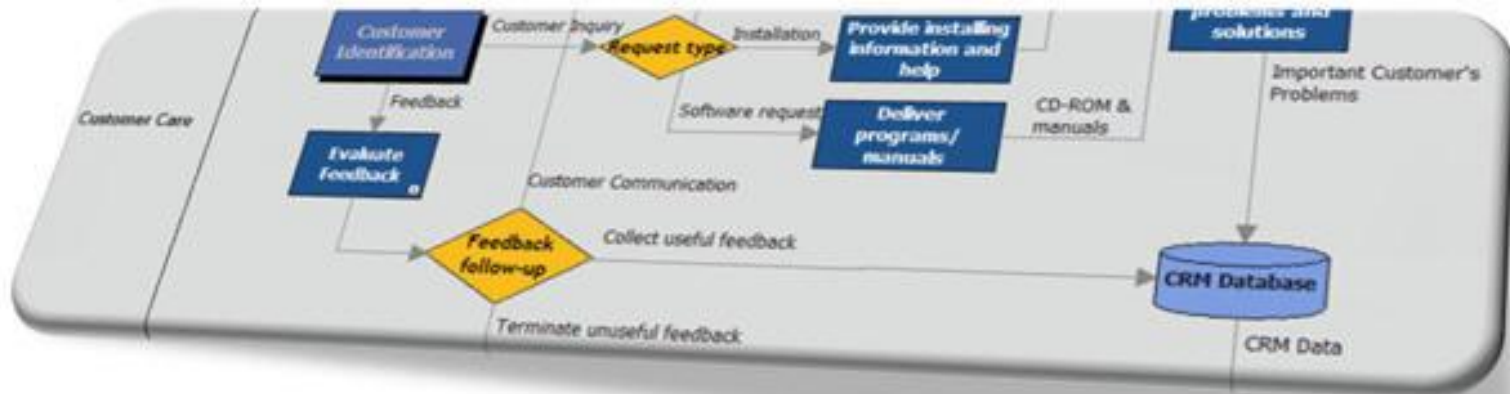 Customer
Identification
Customer Inquiry
Request type
Installation
Provide installing
information and
help
problems and
solutions
Feedback
Software request
Deliver
programs/
manuals
CD-ROM &
manuals
Important Customer's
Problems
Customer Care
Evaluate
Feedback
Customer Communication
Feedback
follow-up
Collect useful feedback
CRM Database
Terminate unuseful feedback
CRM Data